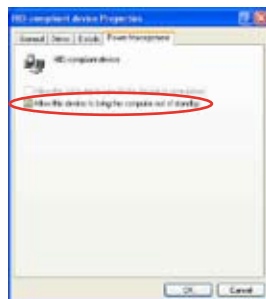 HID-compliant device Properties
General Driver Details Power Management
HID-compliant device
Allow this device to bring the computer out of standby.
OK Cancel